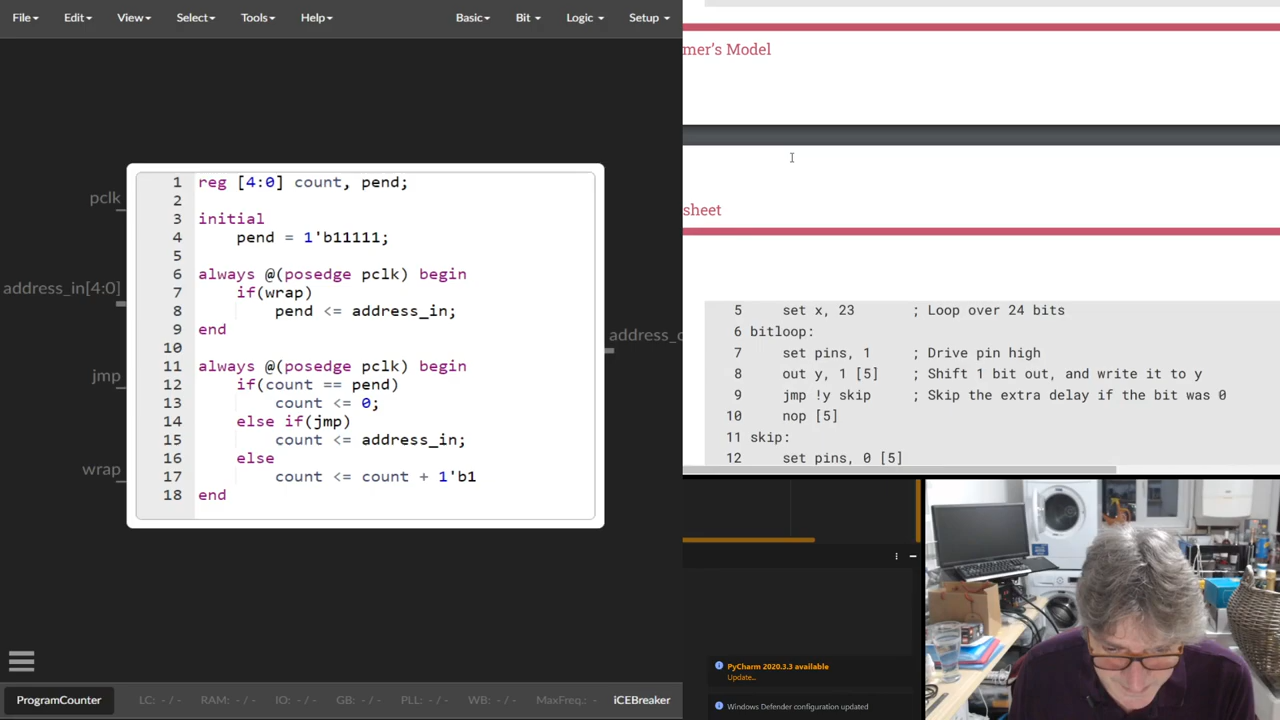 File Edit View Select Tools Help Basic Bit Logic Setup
pclk
address_in[4:0]
jmp
wrap
1 reg [4:0] count, pend;
2
3 initial
4 pend = 1'b11111;
5
6 always @(posedge pclk) begin
7 if(wrap)
8 pend <= address_in;
9 end
10
11 always @(posedge pclk) begin
12 if(count == pend)
13 count <= 0;
14 else if(jmp)
15 count <= address_in;
16 else
17 count <= count + 1'b1
18 end
address_o
ProgramCounter LC: - / - RAM: - / - IO: - / - GB: - / - PLL: - / - WB: - / - MaxFreq.: - / - iCEBreaker
mer's Model
sheet
5 set x, 23 ; Loop over 24 bits
6 bitloop:
7 set pins, 1 ; Drive pin high
8 out y, 1 [5] ; Shift 1 bit out, and write it to y
9 jmp !y skip ; Skip the extra delay if the bit was 0
10 nop [5]
11 skip:
12 set pins, 0 [5]
PyCharm 2020.3.3 available
Update...
Windows Defender configuration updated